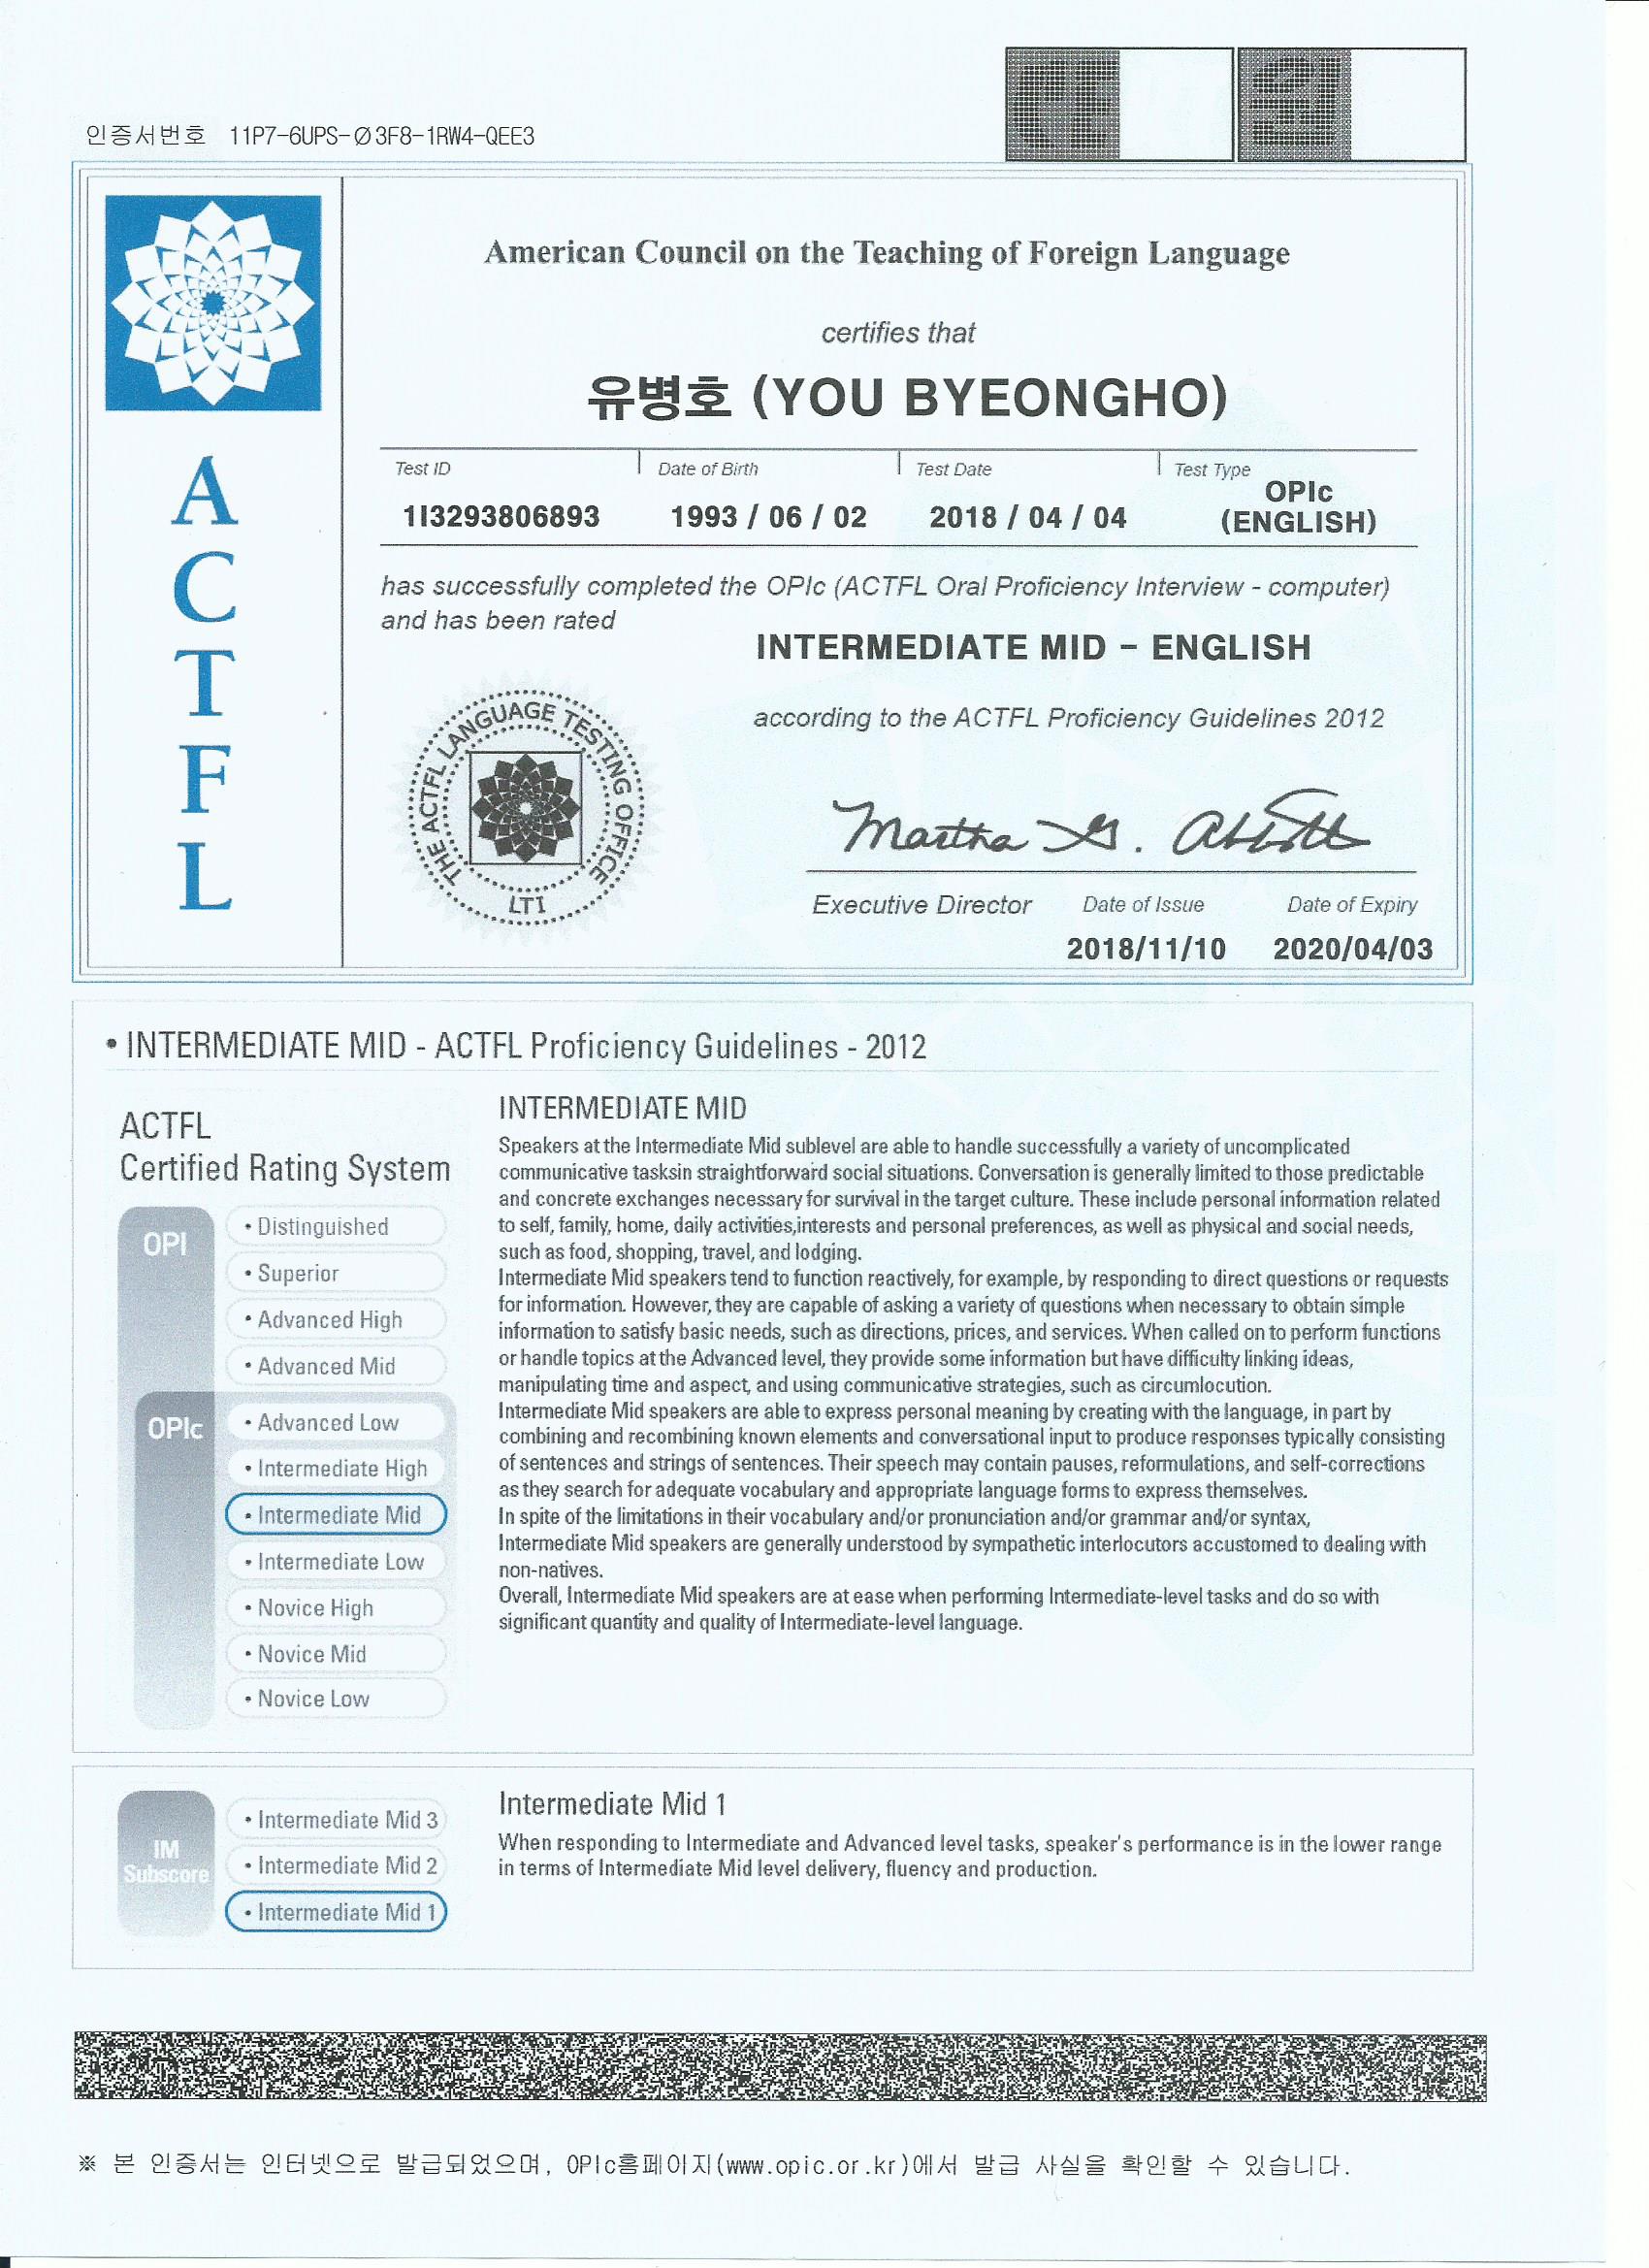 인증서번호 11P7-6UPS-Ø3F8-1RW4-QEE3
American Council on the Teaching of Foreign Language
certifies that
유병호 (YOU BYEONGHO)
A
C
T
F
L
Test ID Date of Birth Test Date Test Type
1I3293806893 1993 / 06 / 02 2018 / 04 / 04 OPIc
(ENGLISH)
has successfully completed the OPIc (ACTFL Oral Proficiency Interview - computer)
and has been rated
INTERMEDIATE MID - ENGLISH
according to the ACTFL Proficiency Guidelines 2012
THE ACTFL LANGUAGE TESTING OFFICE
LTI
Martha G. Abbott
Executive Director Date of Issue Date of Expiry
2018/11/10 2020/04/03
• INTERMEDIATE MID - ACTFL Proficiency Guidelines - 2012
ACTFL
Certified Rating System
OPI
• Distinguished
• Superior
• Advanced High
• Advanced Mid
OPIc
• Advanced Low
• Intermediate High
• Intermediate Mid
• Intermediate Low
• Novice High
• Novice Mid
• Novice Low
INTERMEDIATE MID
Speakers at the Intermediate Mid sublevel are able to handle successfully a variety of uncomplicated
communicative tasksin straightforward social situations. Conversation is generally limited to those predictable
and concrete exchanges necessary for survival in the target culture. These include personal information related
to self, family, home, daily activities,interests and personal preferences, as well as physical and social needs,
such as food, shopping, travel, and lodging.
Intermediate Mid speakers tend to function reactively, for example, by responding to direct questions or requests
for information. However, they are capable of asking a variety of questions when necessary to obtain simple
information to satisfy basic needs, such as directions, prices, and services. When called on to perform functions
or handle topics at the Advanced level, they provide some information but have difficulty linking ideas,
manipulating time and aspect, and using communicative strategies, such as circumlocution.
Intermediate Mid speakers are able to express personal meaning by creating with the language, in part by
combining and recombining known elements and conversational input to produce responses typically consisting
of sentences and strings of sentences. Their speech may contain pauses, reformulations, and self-corrections
as they search for adequate vocabulary and appropriate language forms to express themselves.
In spite of the limitations in their vocabulary and/or pronunciation and/or grammar and/or syntax,
Intermediate Mid speakers are generally understood by sympathetic interlocutors accustomed to dealing with
non-natives.
Overall, Intermediate Mid speakers are at ease when performing Intermediate-level tasks and do so with
significant quantity and quality of Intermediate-level language.
IM
Subscore
• Intermediate Mid 3
• Intermediate Mid 2
• Intermediate Mid 1
Intermediate Mid 1
When responding to Intermediate and Advanced level tasks, speaker's performance is in the lower range
in terms of Intermediate Mid level delivery, fluency and production.
※ 본 인증서는 인터넷으로 발급되었으며, OPIc홈페이지(www.opic.or.kr)에서 발급 사실을 확인할 수 있습니다.